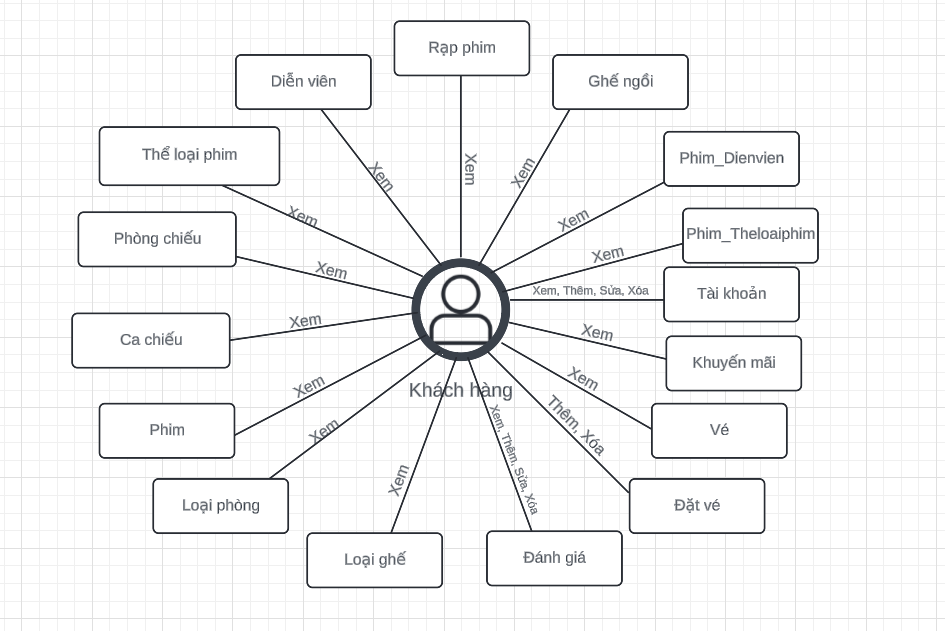 Rạp phim
Diễn viên
Ghế ngồi
Thể loại phim
Phim_Dienvien
Xem
Xem
Xem
Xem
Xem
Phòng chiếu
Phim_Theloaiphim
Xem
Xem
Xem, Thêm, Sửa, Xóa
Tài khoản
Ca chiếu
Xem
Xem
Khuyến mãi
Khách hàng
Xem
Xem
Phim
Xem
Thêm, Xóa
Vé
Xem
Xem, Thêm, Sửa, Xóa
Loại phòng
Đặt vé
Loại ghế
Đánh giá